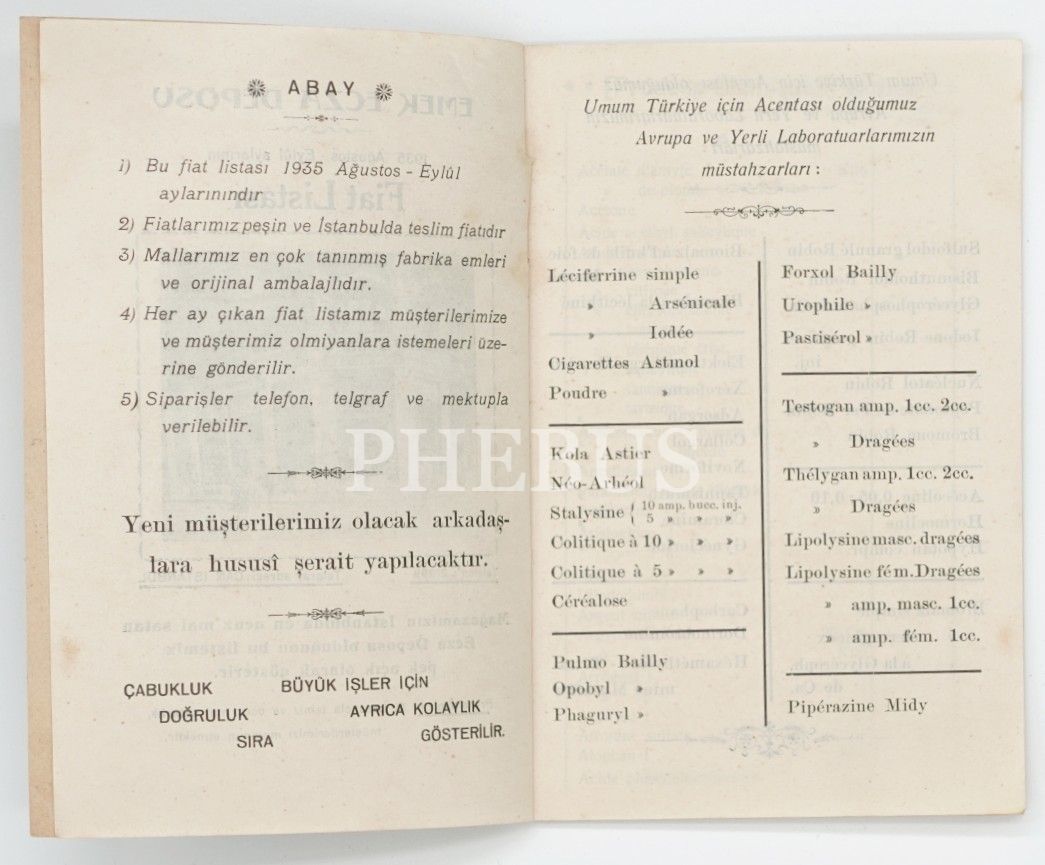 ABAY
1) Bu fiat listası 1935 Ağustos - Eylûl
aylarınındır
2) Fiatlarımız peşin ve İstanbulda teslim fiatıdır
3) Mallarımız en çok tanınmış fabrika emleri
ve orijinal ambalajlıdır.
4) Her ay çıkan fiat listamız müşterilerimize
ve müşterimiz olmiyanlara istemeleri üze-
rine gönderilir.
5) Siparişler telefon, telgraf ve mektupla
verilebilir.
Yeni müşterilerimiz olacak arkadaş-
lara hususî şerait yapılacaktır.
ÇABUKLUK
DOĞRULUK
SIRA
BÜYÜK IŞLER IÇIN
AYRICA KOLAYLIK
GÖSTERİLİR.
Umum Türkiye için Acentası olduğumuz
Avrupa ve Yerli Laboratuarlarımızın
müstahzarları :
Léciferrine simple
» Arsénicale
» Iodée
Cigarettes Astmol
Poudre »
Kola Astier
Néo-Arhéol
Stalysine { 10 amp. bucc. inj.
5 » » »
Colitique à 10 » » »
Colitique à 5 » » »
Céréalose
Pulmo Bailly
Opobyl »
Phaguryl »
Forxol Bailly
Urophile »
Pastisérol »
Testogan amp. 1cc. 2cc.
» Dragées
Thélygan amp. 1cc. 2cc.
» Dragées
Lipolysine masc. dragées
Lipolysine fém. Dragées
» amp. masc. 1cc.
» amp. fém. 1cc.
Pipérazine Midy
PHEBUS